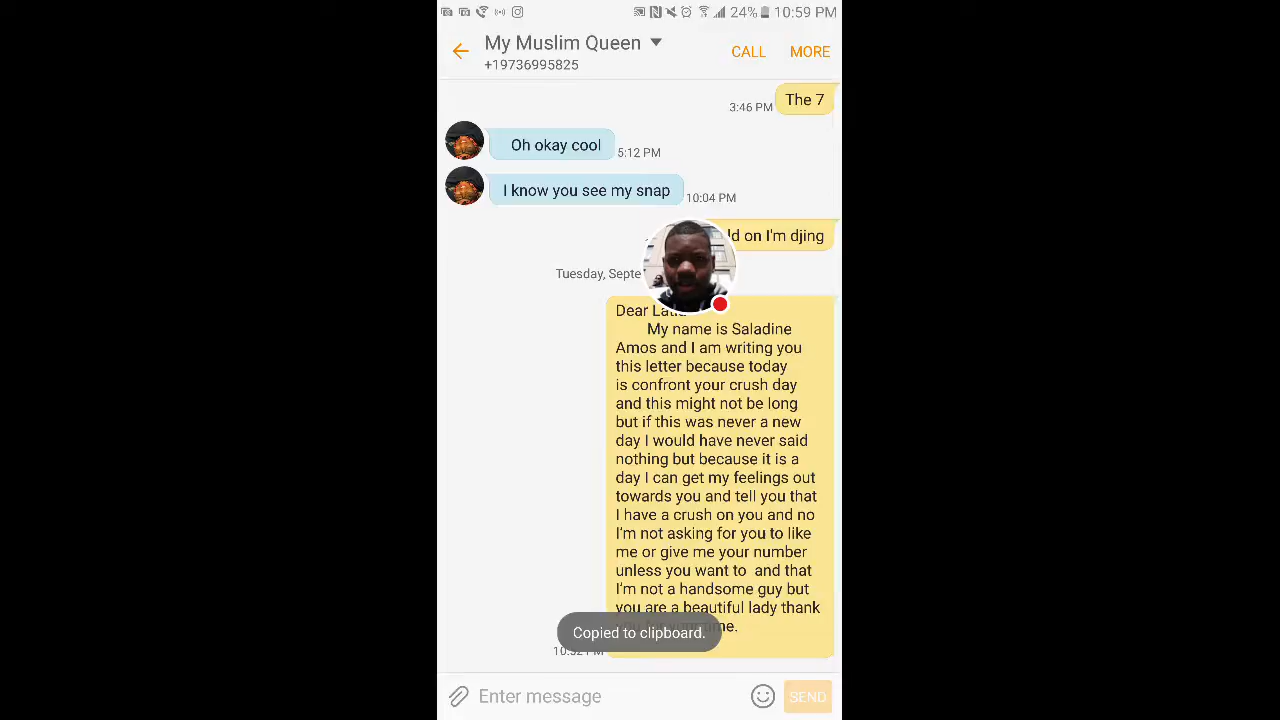 24% 10:59 PM
My Muslim Queen
+19736995825
CALL
MORE
The 7
3:46 PM
Oh okay cool
5:12 PM
I know you see my snap
10:04 PM
ld on I'm djing
Tuesday, Septe
Dear
My name is Saladine
Amos and I am writing you
this letter because today
is confront your crush day
and this might not be long
but if this was never a new
day I would have never said
nothing but because it is a
day I can get my feelings out
towards you and tell you that
I have a crush on you and no
I'm not asking for you to like
me or give me your number
unless you want to and that
I'm not a handsome guy but
you are a beautiful lady thank
time.
Copied to clipboard.
Enter message
SEND